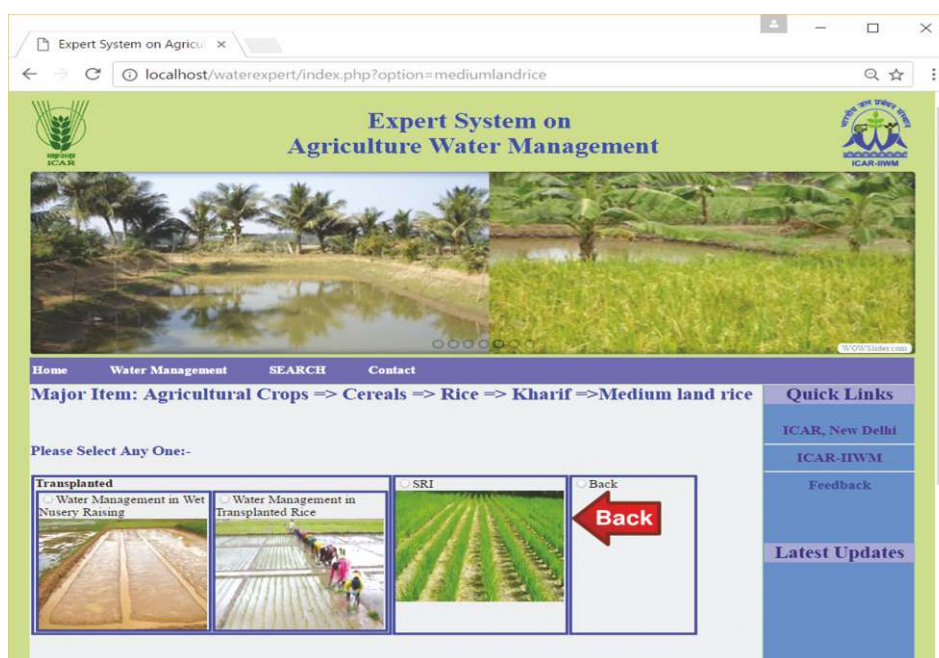 Expert System on Agricu
localhost/waterexpert/index.php?option=mediumlandrice
Expert System on
Agriculture Water Management
ICAR
ICAR-IIWM
WOWSlider.com
Home Water Management SEARCH Contact
Major Item: Agricultural Crops => Cereals => Rice => Kharif =>Medium land rice
Quick Links
ICAR, New Delhi
Please Select Any One:-
ICAR-IIWM
Feedback
Transplanted
Water Management in Wet
Nusery Raising
Water Management in
Transplanted Rice
SRI
Back
Back
Latest Updates